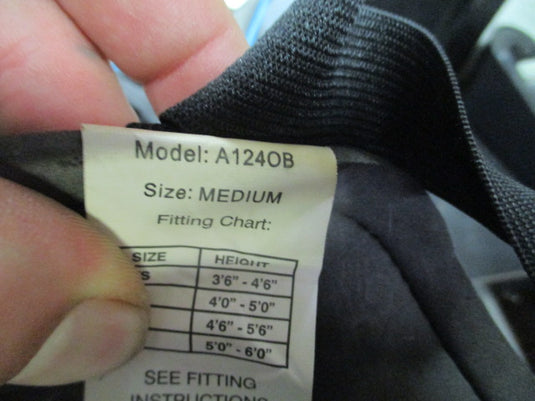 Model: A124OB
Size: MEDIUM
Fitting Chart:
SIZE HEIGHT
3'6" - 4'6"
4'0" - 5'0"
4'6" - 5'6"
5'0" - 6'0"
SEE FITTING
INSTRUCTIONS